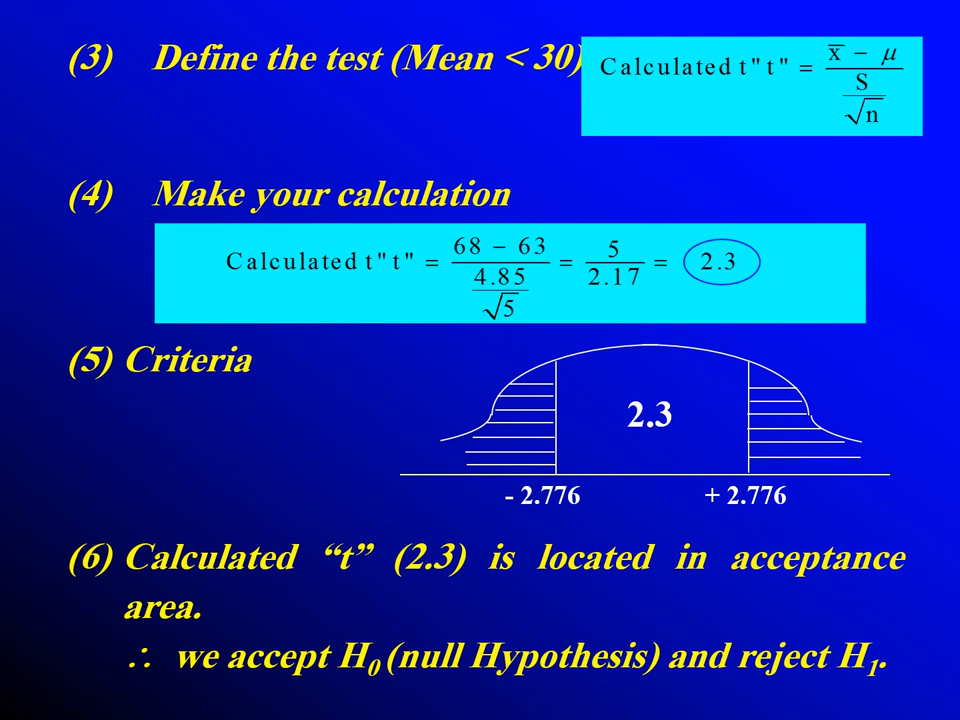 (3) Define the test (Mean < 30)
Calculated t "t" = x̅ − μ / S / √n
(4) Make your calculation
Calculated t "t" = 68 − 63 / 4.85 / √5 = 5 / 2.17 = 2.3
(5) Criteria
2.3
- 2.776 + 2.776
(6) Calculated “t” (2.3) is located in acceptance
area.
∴ we accept H₀ (null Hypothesis) and reject H₁.